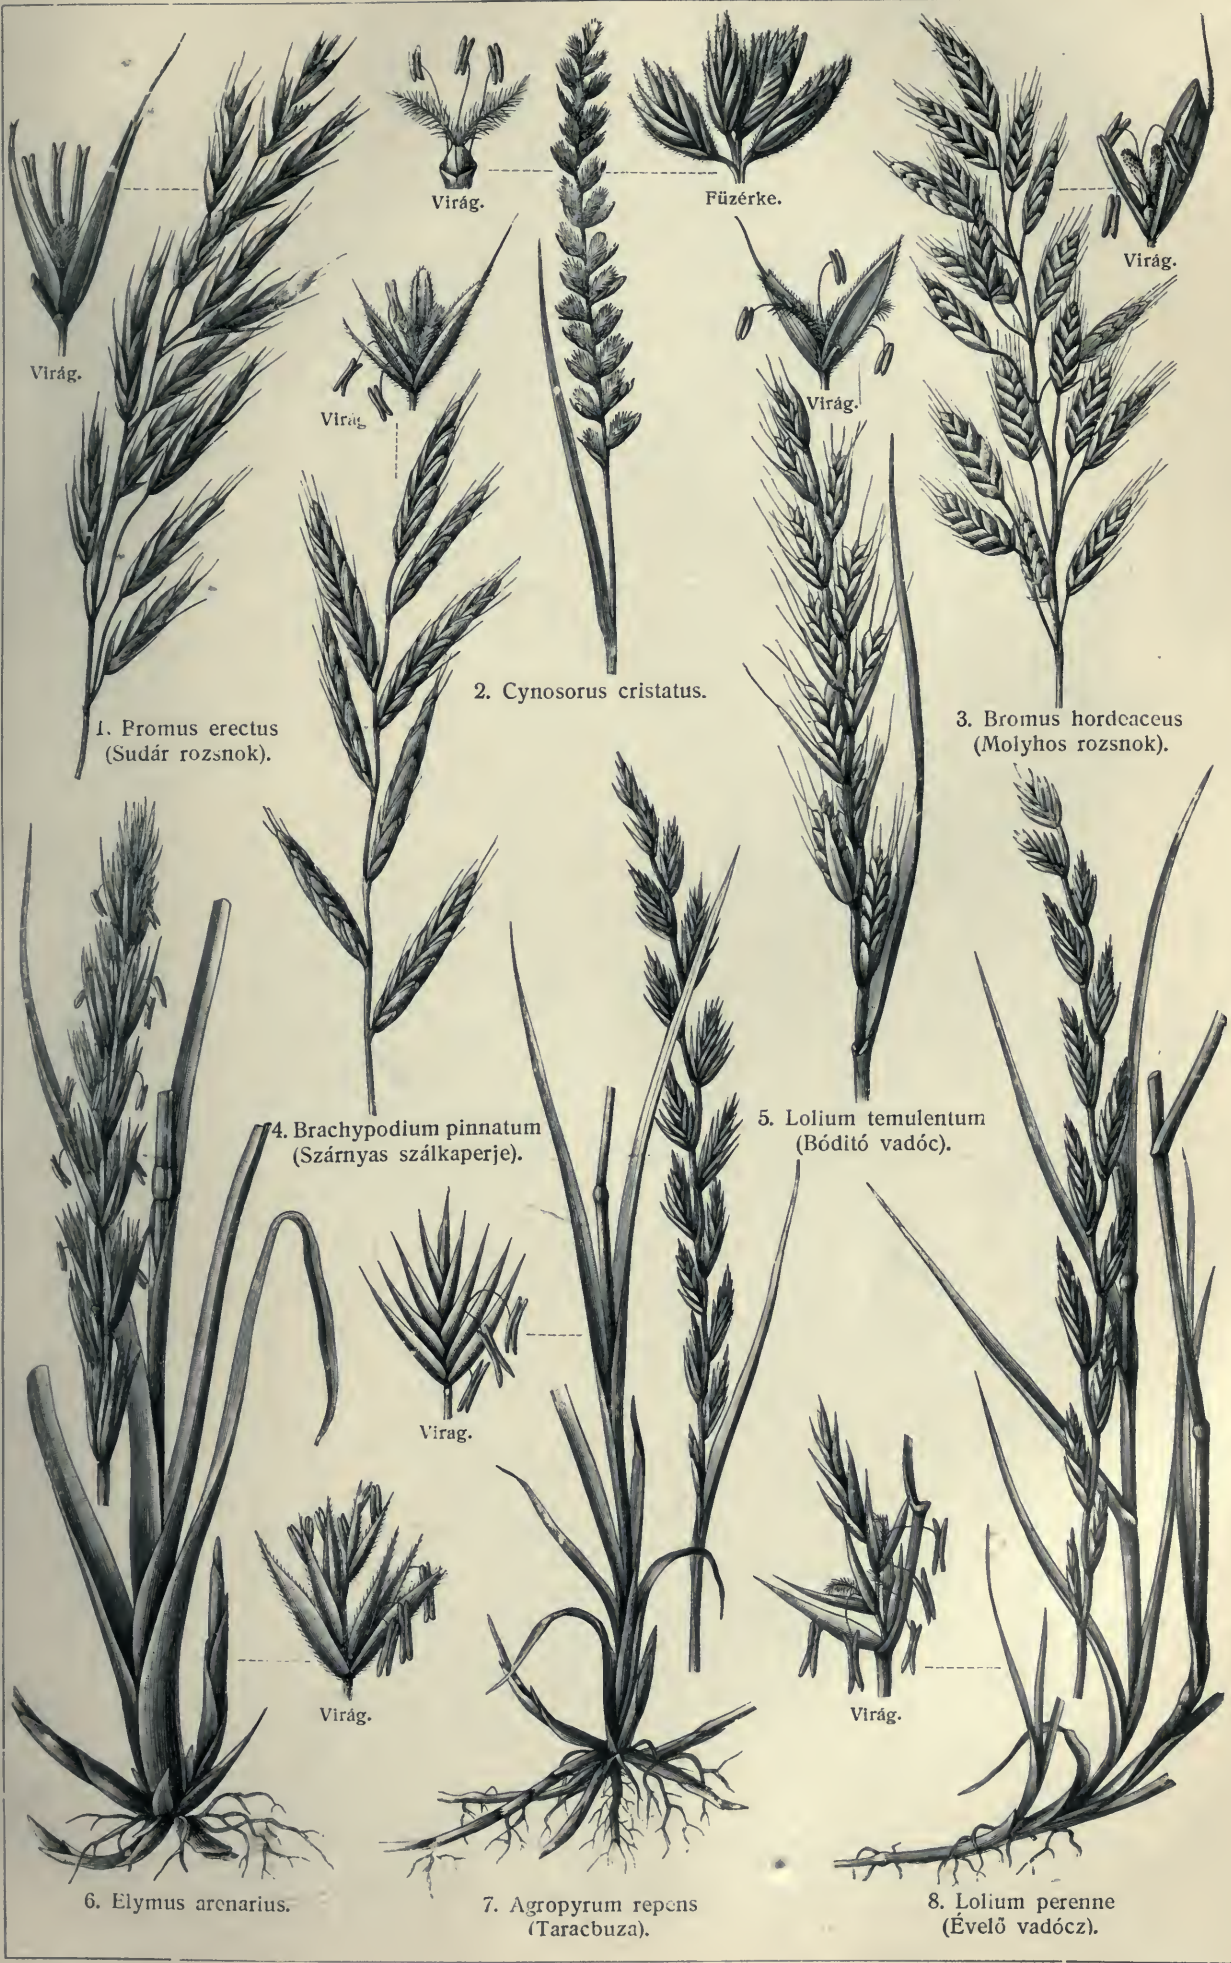 Virág.
Füzérke.
Virág.
Virág.
Virág
Virág.
2. Cynosorus cristatus.
1. Bromus erectus
(Sudár rozsnok).
3. Bromus hordeaceus
(Molyhos rozsnok).
4. Brachypodium pinnatum
(Szárnyas szálkaperje).
5. Lolium temulentum
(Bóditó vadóc).
Virag.
Virág.
Virág.
6. Elymus arenarius.
7. Agropyrum repens
(Taracbuza).
8. Lolium perenne
(Évelő vadócz).